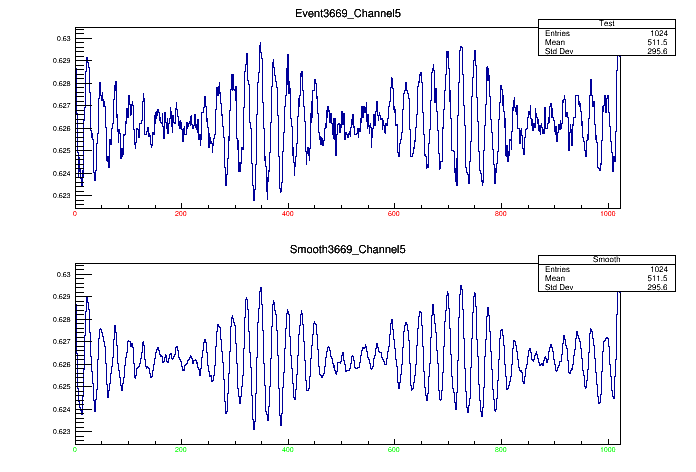 Event3669_Channel5
Test
Entries 1024
Mean 511.5
Std Dev 295.6
0.63
0.629
0.628
0.627
0.626
0.625
0.624
0.623
0 200 400 600 800 1000
Smooth3669_Channel5
Smooth
Entries 1024
Mean 511.5
Std Dev 295.6
0.63
0.629
0.628
0.627
0.626
0.625
0.624
0.623
0 200 400 600 800 1000